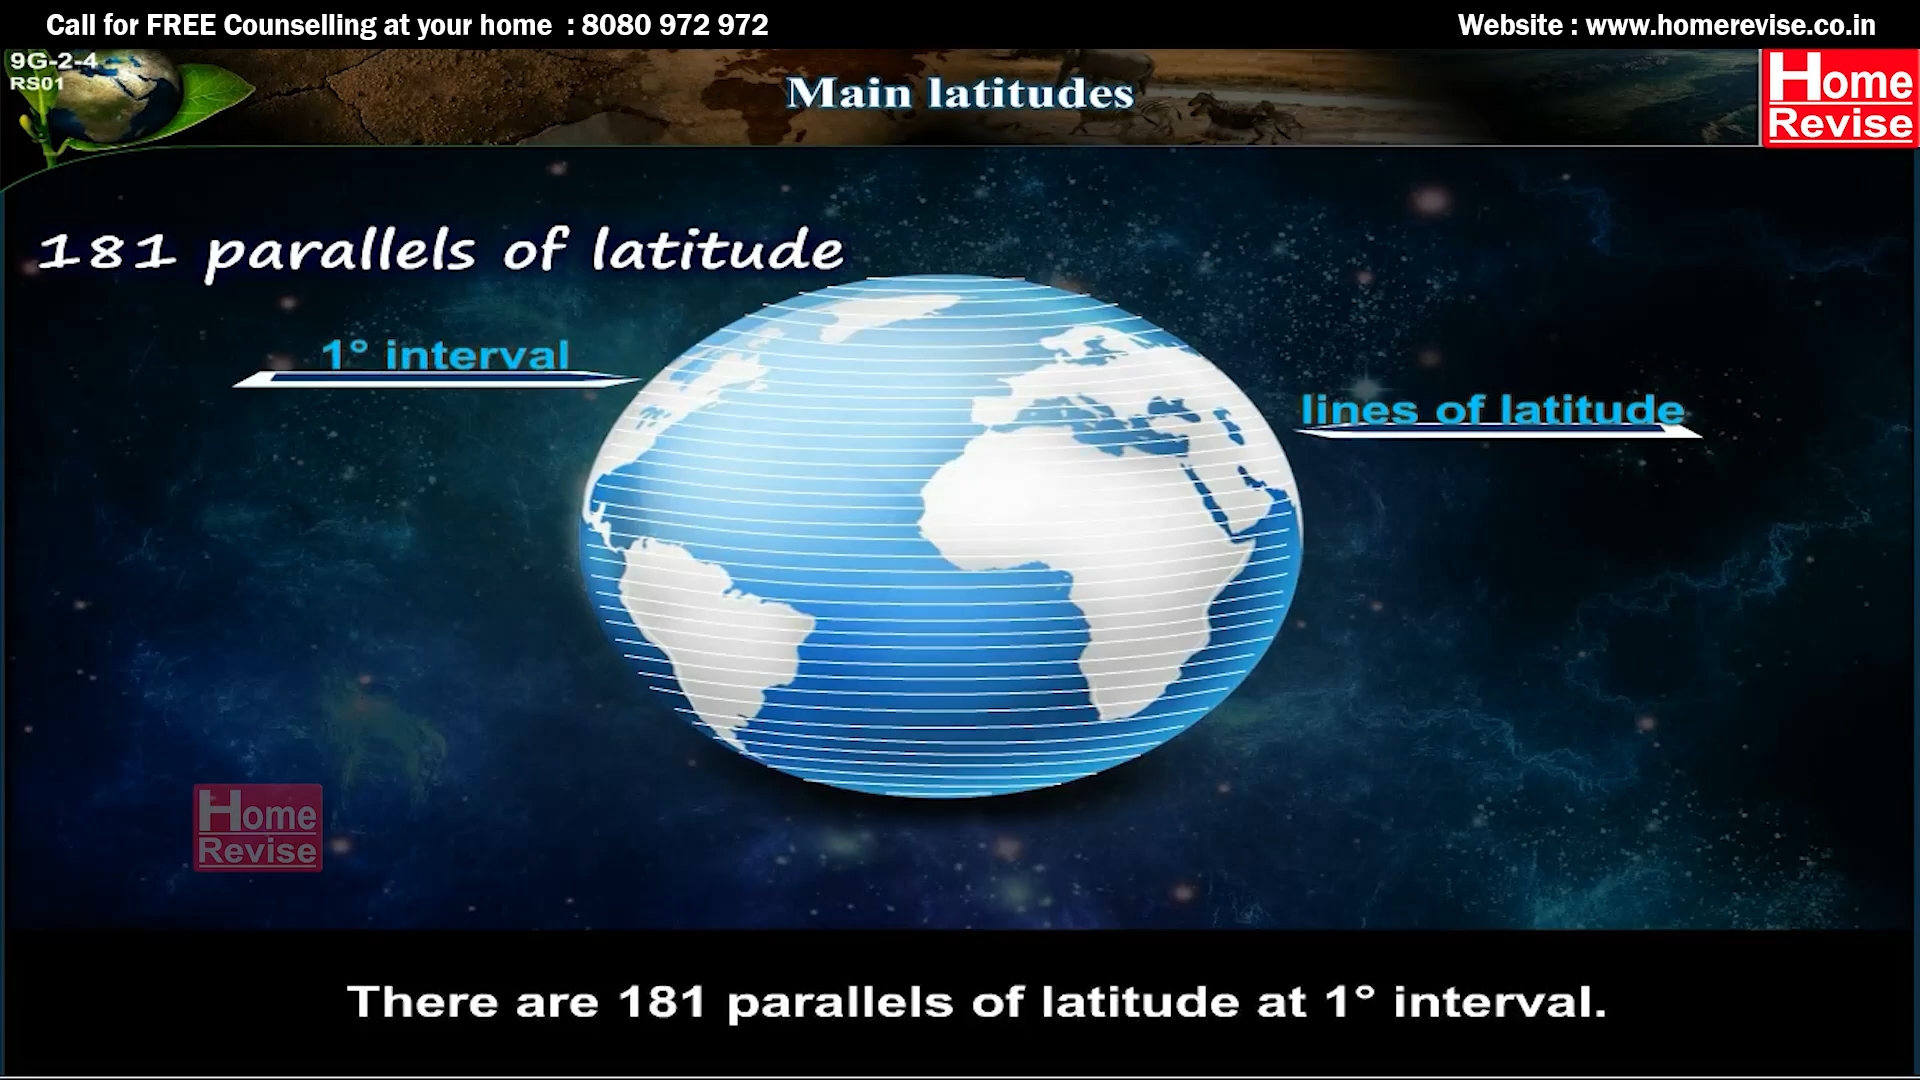 Call for FREE Counselling at your home : 8080 972 972
Website : www.homerevise.co.in
9G-2-4
RS01
Main latitudes
Home
Revise
181 parallels of latitude
1° interval
lines of latitude
Home
Revise
There are 181 parallels of latitude at 1° interval.